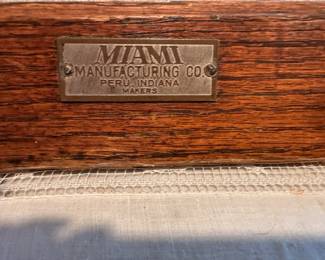 MIAMI
MANUFACTURING CO
PERU, INDIANA
MAKERS